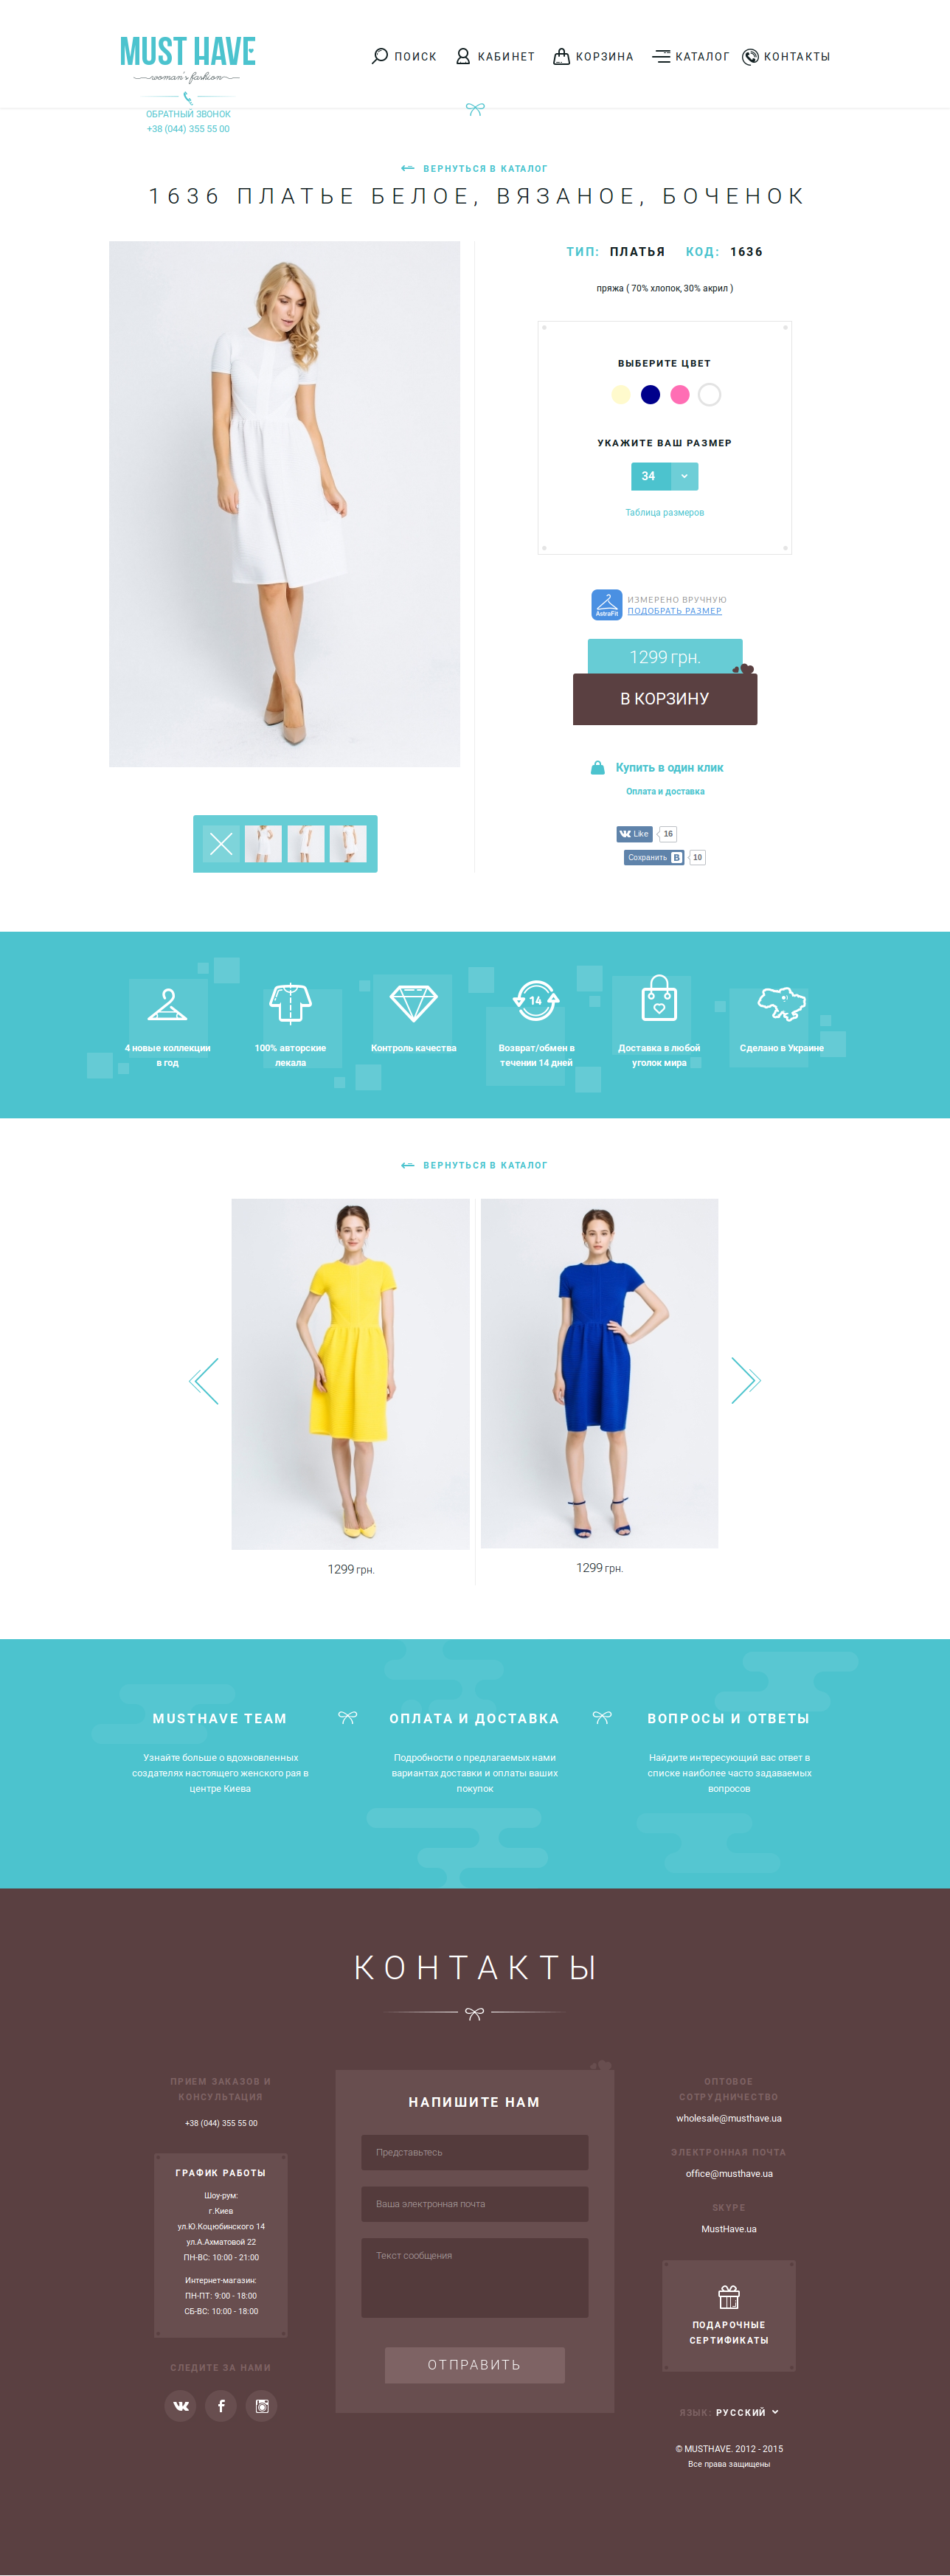 MUST HAVE
woman's fashion
ОБРАТНЫЙ ЗВОНОК
+38 (044) 355 55 00
ПОИСК КАБИНЕТ КОРЗИНА КАТАЛОГ КОНТАКТЫ
ВЕРНУТЬСЯ В КАТАЛОГ
1636 ПЛАТЬЕ БЕЛОЕ, ВЯЗАНОЕ, БОЧЕНОК
ТИП: ПЛАТЬЯ КОД: 1636
пряжа ( 70% хлопок, 30% акрил )
ВЫБЕРИТЕ ЦВЕТ
УКАЖИТЕ ВАШ РАЗМЕР
34
Таблица размеров
AstraFit
ИЗМЕРЕНО ВРУЧНУЮ
ПОДОБРАТЬ РАЗМЕР
1299 грн.
В КОРЗИНУ
Купить в один клик
Оплата и доставка
Like 16
Сохранить B 10
4 новые коллекции
в год
100% авторские
лекала
Контроль качества
14
Возврат/обмен в
течении 14 дней
Доставка в любой
уголок мира
Сделано в Украине
ВЕРНУТЬСЯ В КАТАЛОГ
1299 грн.
1299 грн.
MUSTHAVE TEAM
Узнайте больше о вдохновленных
создателях настоящего женского рая в
центре Киева
ОПЛАТА И ДОСТАВКА
Подробности о предлагаемых нами
вариантах доставки и оплаты ваших
покупок
ВОПРОСЫ И ОТВЕТЫ
Найдите интересующий вас ответ в
списке наиболее часто задаваемых
вопросов
КОНТАКТЫ
ПРИЕМ ЗАКАЗОВ И
КОНСУЛЬТАЦИЯ
+38 (044) 355 55 00
ГРАФИК РАБОТЫ
Шоу-рум:
г.Киев
ул.Ю.Коцюбинского 14
ул.А.Ахматовой 22
ПН-ВС: 10:00 - 21:00
Интернет-магазин:
ПН-ПТ: 9:00 - 18:00
СБ-ВС: 10:00 - 18:00
СЛЕДИТЕ ЗА НАМИ
НАПИШИТЕ НАМ
Представьтесь
Ваша электронная почта
Текст сообщения
ОТПРАВИТЬ
ОПТОВОЕ
СОТРУДНИЧЕСТВО
wholesale@musthave.ua
ЭЛЕКТРОННАЯ ПОЧТА
office@musthave.ua
SKYPE
MustHave.ua
ПОДАРОЧНЫЕ
СЕРТИФИКАТЫ
ЯЗЫК: РУССКИЙ
© MUSTHAVE. 2012 - 2015
Все права защищены